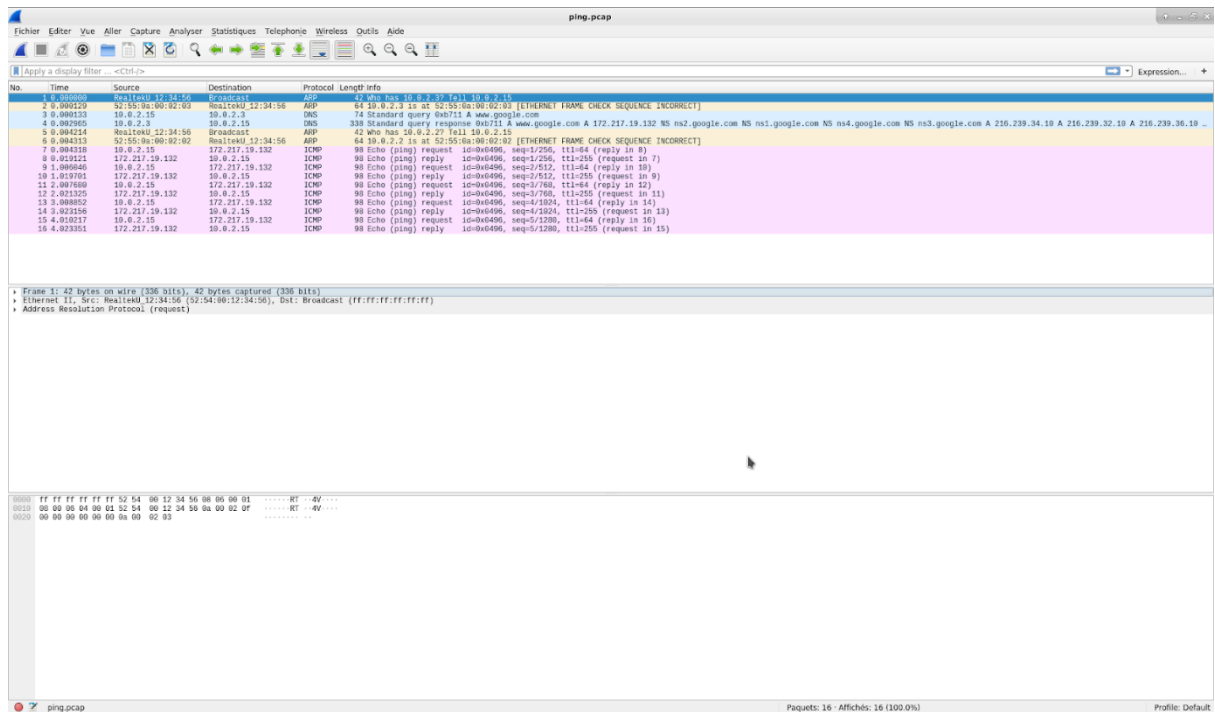 ping.pcap
Fichier Editer Vue Aller Capture Analyser Statistiques Telephonie Wireless Outils Aide
Apply a display filter ... <Ctrl-/> Expression... +
No. Time Source Destination Protocol Length Info
1 0.000000 RealtekU_12:34:56 Broadcast ARP 42 Who has 10.0.2.3? Tell 10.0.2.15
2 0.000129 52:55:0a:00:02:03 RealtekU_12:34:56 ARP 64 10.0.2.3 is at 52:55:0a:00:02:03 [ETHERNET FRAME CHECK SEQUENCE INCORRECT]
3 0.000133 10.0.2.15 10.0.2.3 DNS 74 Standard query 0xb711 A www.google.com
4 0.002965 10.0.2.3 10.0.2.15 DNS 338 Standard query response 0xb711 A www.google.com A 172.217.19.132 NS ns2.google.com NS ns1.google.com NS ns4.google.com NS ns3.google.com A 216.239.34.10 A 216.239.32.10 A 216.239.36.10 ...
5 0.004214 RealtekU_12:34:56 Broadcast ARP 42 Who has 10.0.2.2? Tell 10.0.2.15
6 0.004313 52:55:0a:00:02:02 RealtekU_12:34:56 ARP 64 10.0.2.2 is at 52:55:0a:00:02:02 [ETHERNET FRAME CHECK SEQUENCE INCORRECT]
7 0.004318 10.0.2.15 172.217.19.132 ICMP 98 Echo (ping) request id=0x0496, seq=1/256, ttl=64 (reply in 8)
8 0.019121 172.217.19.132 10.0.2.15 ICMP 98 Echo (ping) reply id=0x0496, seq=1/256, ttl=255 (request in 7)
9 1.006046 10.0.2.15 172.217.19.132 ICMP 98 Echo (ping) request id=0x0496, seq=2/512, ttl=64 (reply in 10)
10 1.019701 172.217.19.132 10.0.2.15 ICMP 98 Echo (ping) reply id=0x0496, seq=2/512, ttl=255 (request in 9)
11 2.007680 10.0.2.15 172.217.19.132 ICMP 98 Echo (ping) request id=0x0496, seq=3/768, ttl=64 (reply in 12)
12 2.021325 172.217.19.132 10.0.2.15 ICMP 98 Echo (ping) reply id=0x0496, seq=3/768, ttl=255 (request in 11)
13 3.008852 10.0.2.15 172.217.19.132 ICMP 98 Echo (ping) request id=0x0496, seq=4/1024, ttl=64 (reply in 14)
14 3.023156 172.217.19.132 10.0.2.15 ICMP 98 Echo (ping) reply id=0x0496, seq=4/1024, ttl=255 (request in 13)
15 4.010217 10.0.2.15 172.217.19.132 ICMP 98 Echo (ping) request id=0x0496, seq=5/1280, ttl=64 (reply in 16)
16 4.023351 172.217.19.132 10.0.2.15 ICMP 98 Echo (ping) reply id=0x0496, seq=5/1280, ttl=255 (request in 15)
Frame 1: 42 bytes on wire (336 bits), 42 bytes captured (336 bits)
Ethernet II, Src: RealtekU_12:34:56 (52:54:00:12:34:56), Dst: Broadcast (ff:ff:ff:ff:ff:ff)
Address Resolution Protocol (request)
0000 ff ff ff ff ff ff 52 54 00 12 34 56 08 06 00 01 ······RT ··4V····
0010 08 00 06 04 00 01 52 54 00 12 34 56 0a 00 02 0f ······RT ··4V····
0020 00 00 00 00 00 00 0a 00 02 03 ········ ··
ping.pcap Paquets: 16 · Affichés: 16 (100.0%) Profile: Default